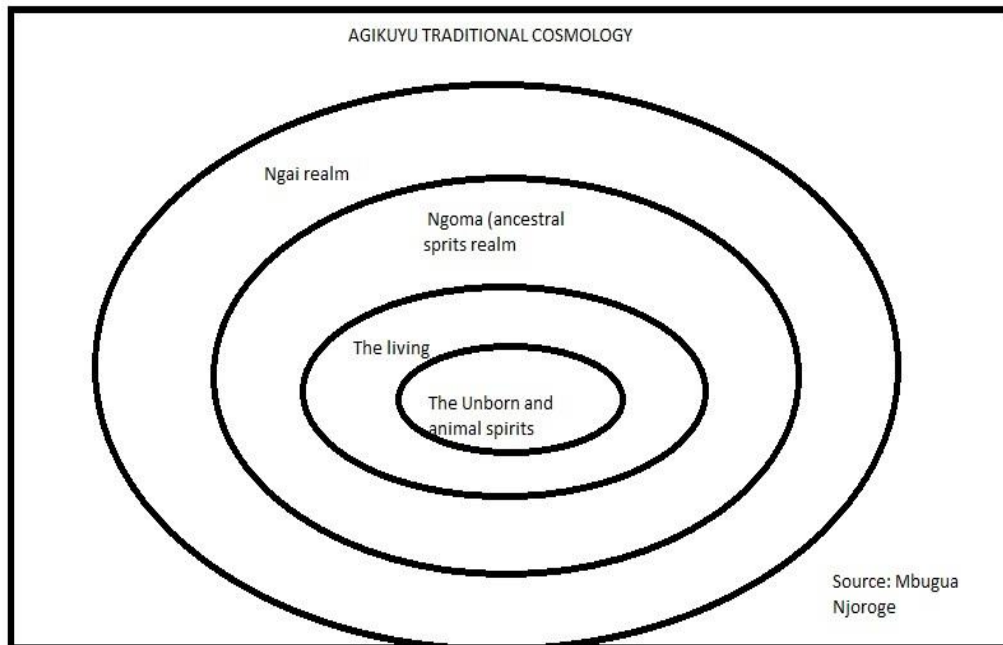 AGIKUYU TRADITIONAL COSMOLOGY
Ngai realm
Ngoma (ancestral
sprits realm
The living
The Unborn and
animal spirits
Source: Mbugua
Njoroge